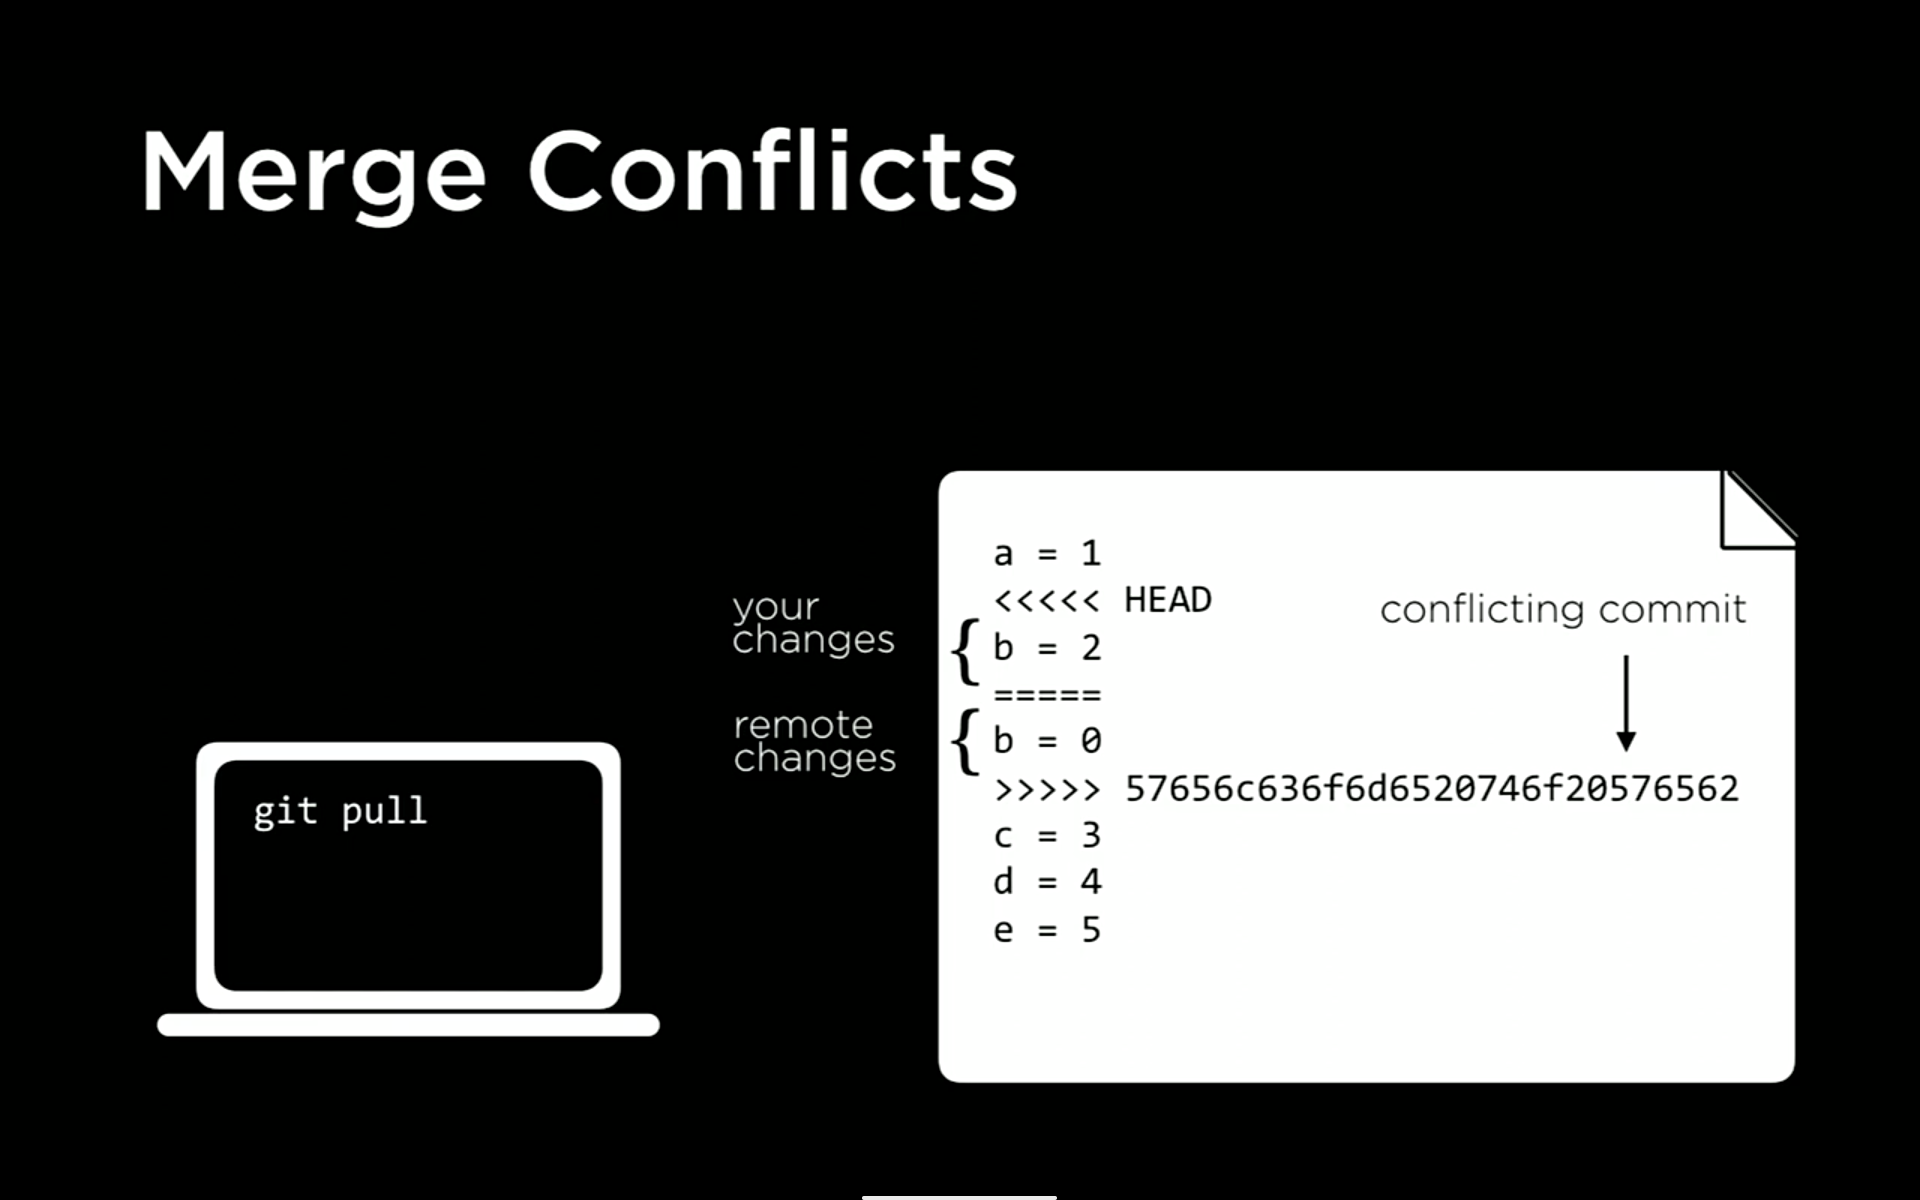 Merge Conflicts
a = 1
<<<<< HEAD
your
changes
conflicting commit
{ b = 2
=====
remote
changes
{ b = 0
>>>>> 57656c636f6d6520746f20576562
c = 3
d = 4
e = 5
git pull